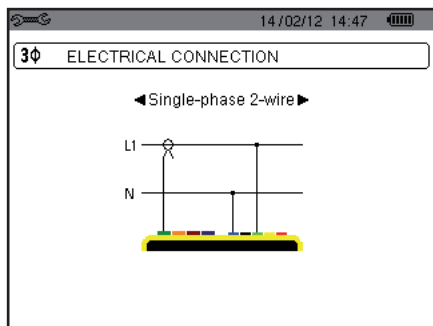 14/02/12 14:47
3Φ ELECTRICAL CONNECTION
◄Single-phase 2-wire►
L1
N